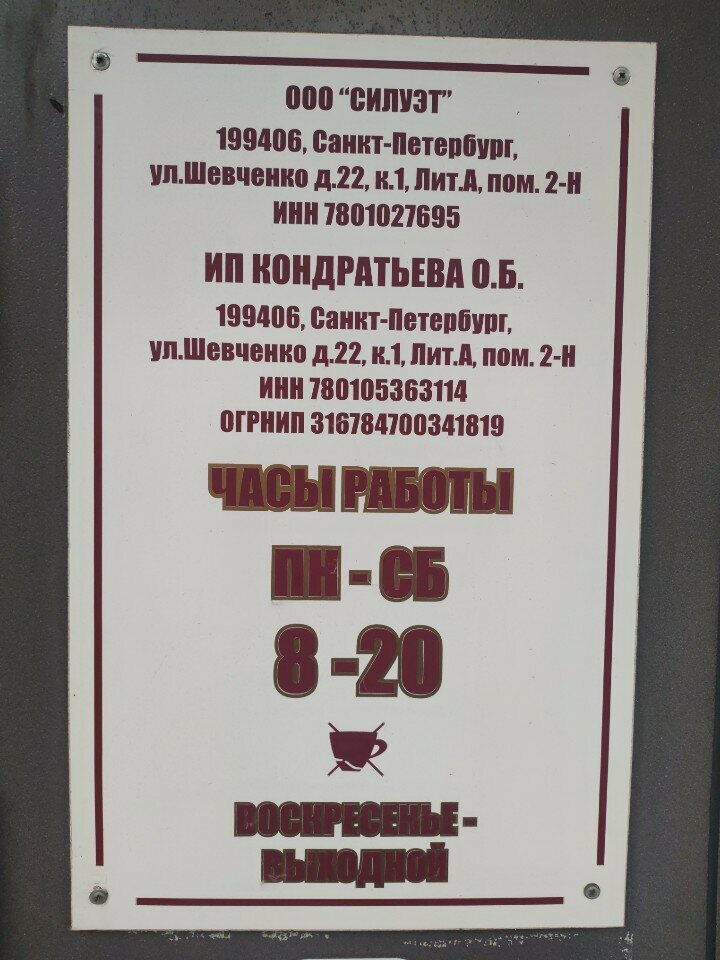 ООО “СИЛУЭТ”
199406, Санкт-Петербург,
ул.Шевченко д.22, к.1, Лит.А, пом. 2-Н
ИНН 7801027695
ИП КОНДРАТЬЕВА О.Б.
199406, Санкт-Петербург,
ул.Шевченко д.22, к.1, Лит.А, пом. 2-Н
ИНН 780105363114
ОГРНИП 316784700341819
ЧАСЫ РАБОТЫ
ПН - СБ
8 -20
ВОСКРЕСЕНЬЕ -
ВЫХОДНОЙ